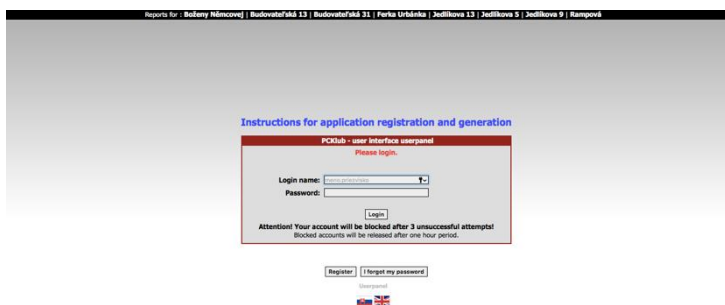 Reports for : Boženy Němcovej | Budovateľská 13 | Budovateľská 31 | Ferka Urbánka | Jedlíkova 13 | Jedlíkova 5 | Jedlíkova 9 | Rampová
Instructions for application registration and generation
PCKlub - user interface userpanel
Please login.
Login name: meno.priezvisko
Password:
Login
Attention! Your account will be blocked after 3 unsuccessful attempts!
Blocked accounts will be released after one hour period.
Register I forgot my password
Userpanel